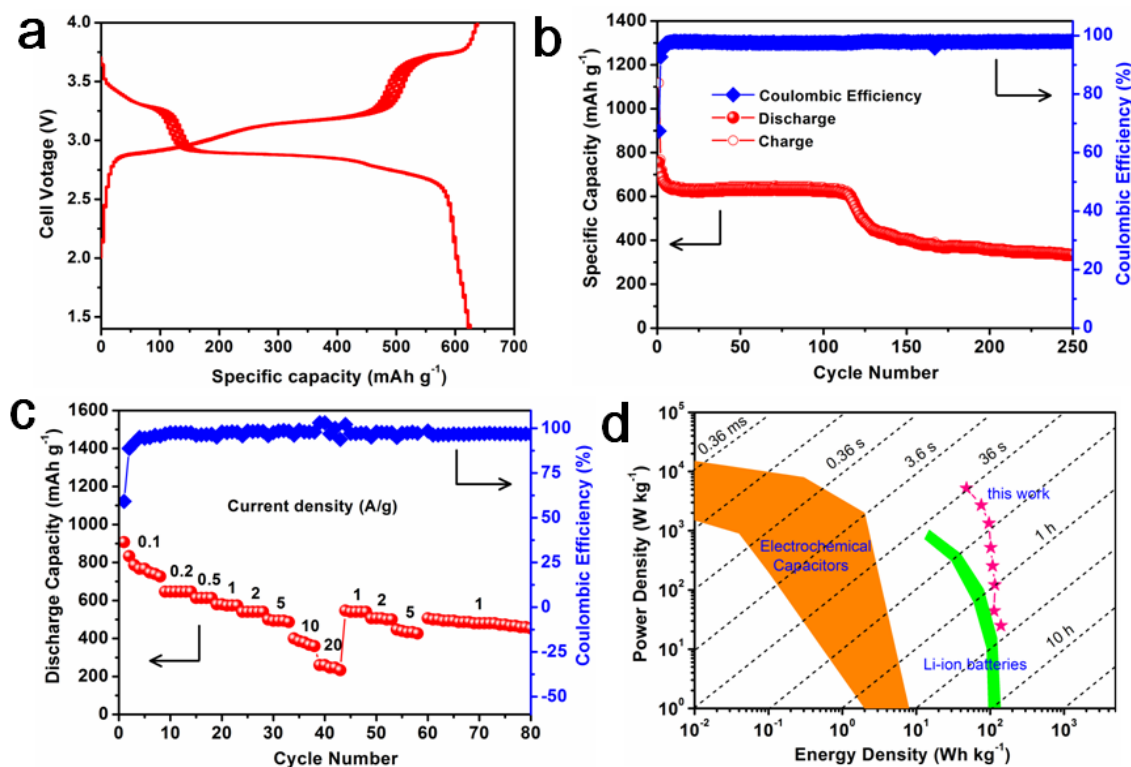 a
4.0
3.5
3.0
2.5
2.0
1.5
Cell Votage (V)
0 100 200 300 400 500 600 700
Specific capacity (mAh g⁻¹)
b
1400
1200
1000
800
600
400
200
0
Specific Capacity (mAh g⁻¹)
Coulombic Efficiency
Discharge
Charge
100
80
60
40
20
0
Coulombic Efficiency (%)
0 50 100 150 200 250
Cycle Number
c
1600
1400
1200
1000
800
600
400
200
0
Discharge Capacity (mAh g⁻¹)
Current density (A/g)
0.1
0.2
0.5
1
2
5
10
20
1
2
5
1
100
75
50
25
0
-25
-50
Coulombic Efficiency (%)
0 20 40 60 80
Cycle Number
d
10⁵
10⁴
10³
10²
10¹
10⁰
Power Density (W kg⁻¹)
0.36 ms
0.36 s
3.6 s
36 s
this work
1 h
Electrochemical
Capacitors
10 h
Li-ion batteries
10⁻² 10⁻¹ 10⁰ 10¹ 10² 10³
Energy Density (Wh kg⁻¹)